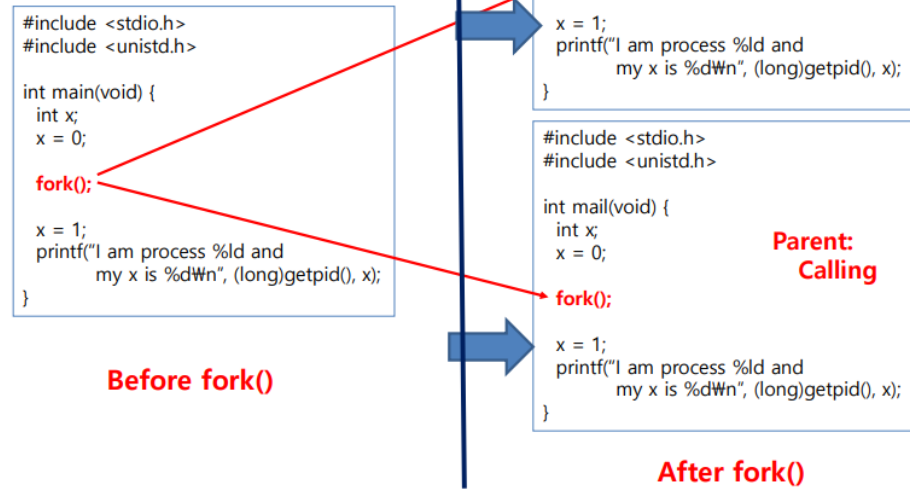 #include <stdio.h>
#include <unistd.h>
int main(void) {
int x;
x = 0;
fork();
x = 1;
printf("I am process %ld and
my x is %d₩n", (long)getpid(), x);
}
Before fork()
x = 1;
printf("I am process %ld and
my x is %d₩n", (long)getpid(), x);
}
#include <stdio.h>
#include <unistd.h>
int mail(void) {
int x;
x = 0;
Parent:
Calling
fork();
x = 1;
printf("I am process %ld and
my x is %d₩n", (long)getpid(), x);
}
After fork()